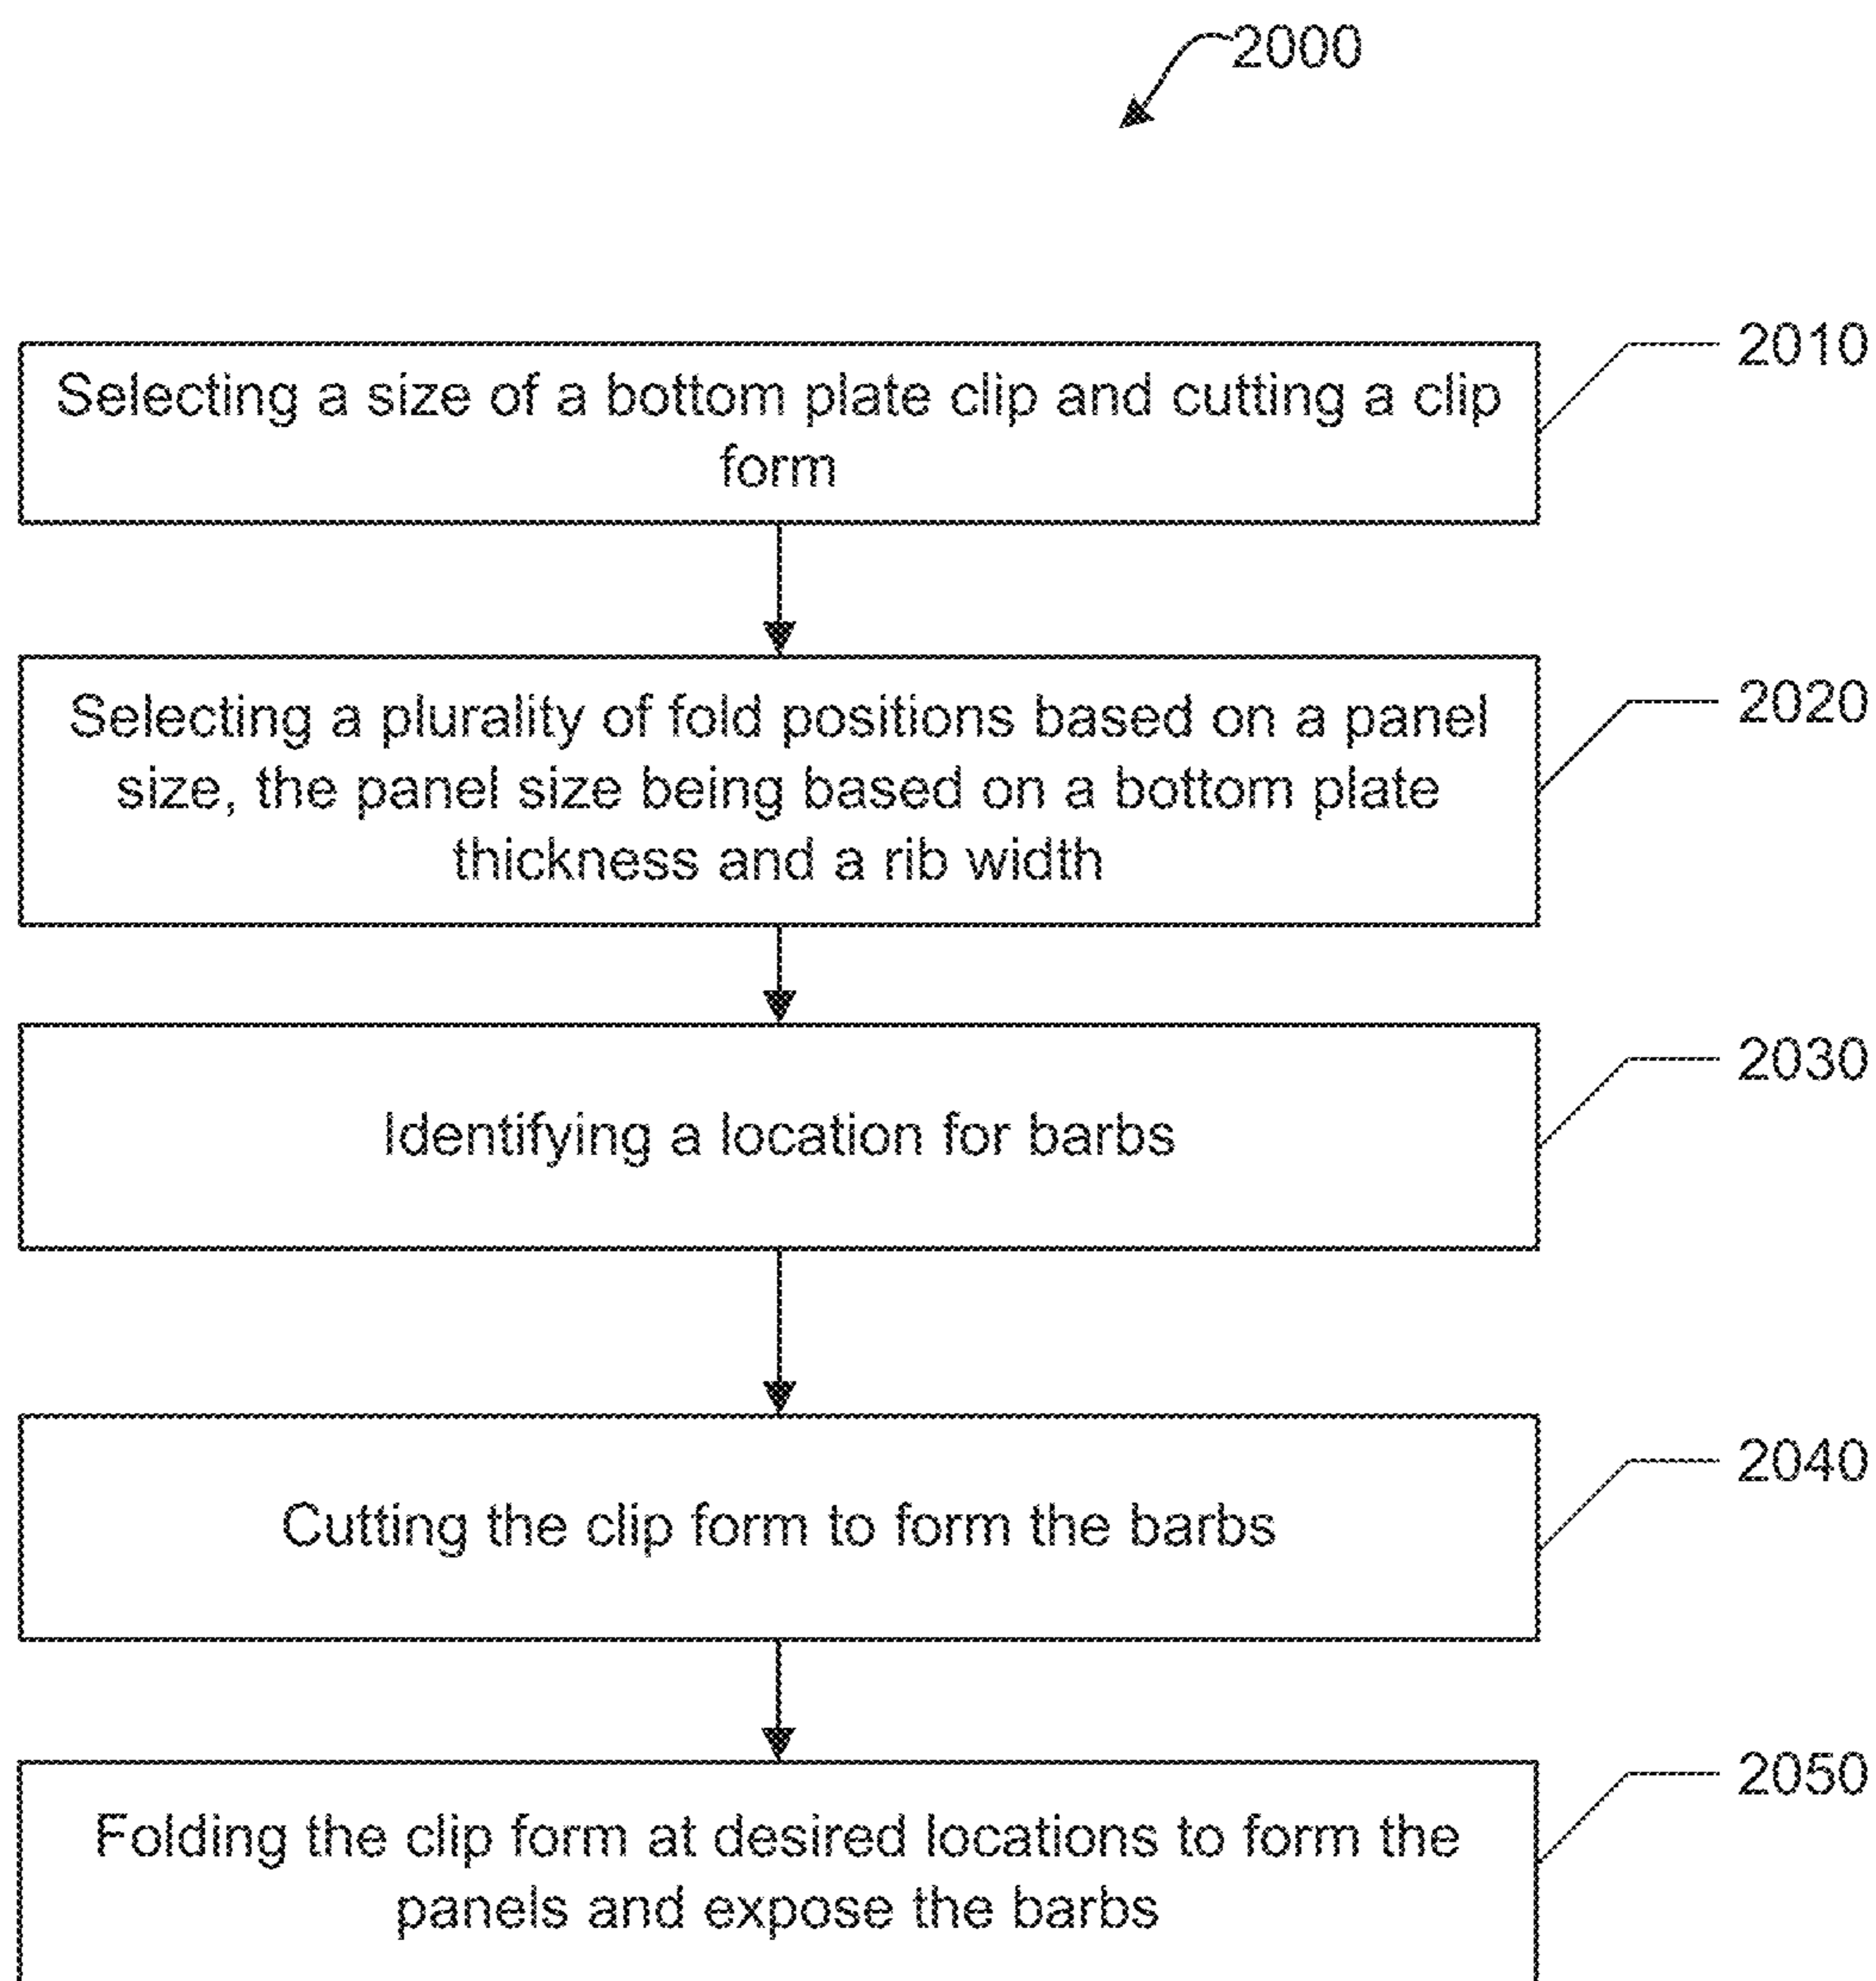 2000
2010
Selecting a size of a bottom plate clip and cutting a clip
form
2020
Selecting a plurality of fold positions based on a panel
size, the panel size being based on a bottom plate
thickness and a rib width
2030
Identifying a location for barbs
2040
Cutting the clip form to form the barbs
2050
Folding the clip form at desired locations to form the
panels and expose the barbs